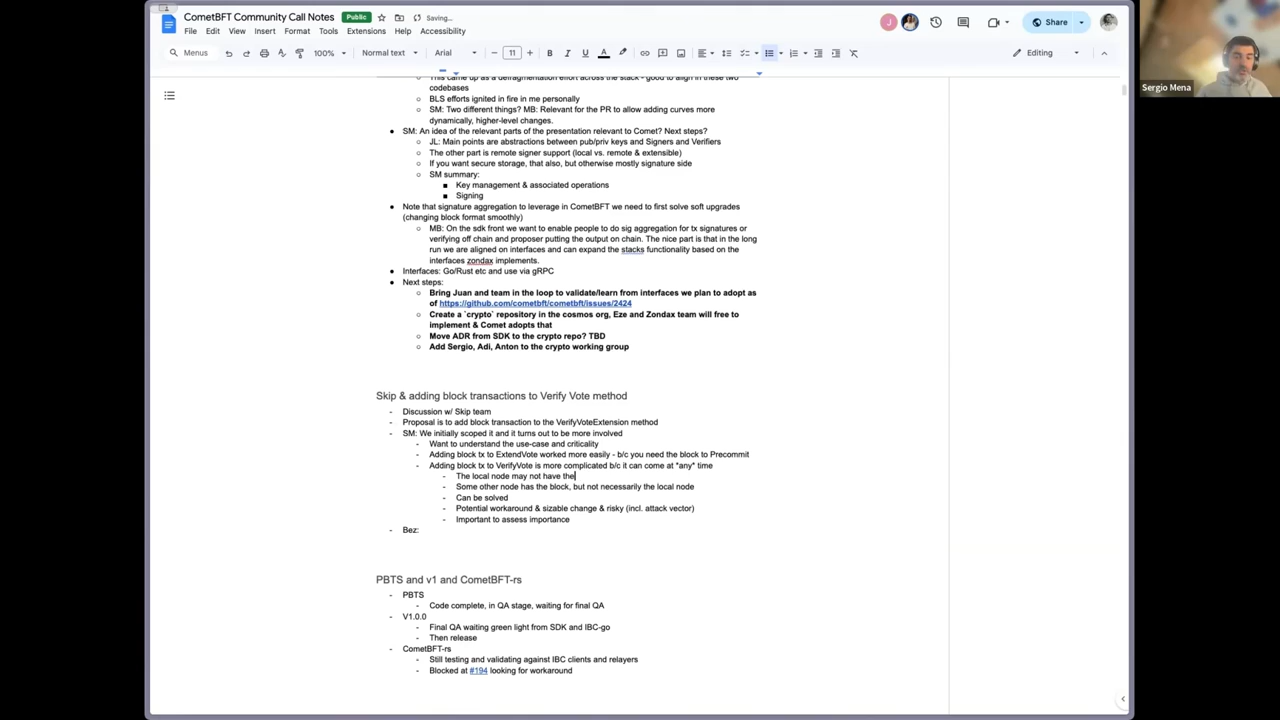 CometBFT Community Call Notes Public Saving...
File Edit View Insert Format Tools Extensions Help Accessibility
J Share
Menus 100% Normal text Arial 11 B I U A Editing
This came up as a defragmentation effort across the stack - good to align in these two
codebases
BLS efforts ignited in fire in me personally
SM: Two different things? MB: Relevant for the PR to allow adding curves more
dynamically, higher-level changes.
SM: An idea of the relevant parts of the presentation relevant to Comet? Next steps?
JL: Main points are abstractions between pub/priv keys and Signers and Verifiers
The other part is remote signer support (local vs. remote & extensible)
If you want secure storage, that also, but otherwise mostly signature side
SM summary:
Key management & associated operations
Signing
Note that signature aggregation to leverage in CometBFT we need to first solve soft upgrades
(changing block format smoothly)
MB: On the sdk front we want to enable people to do sig aggregation for tx signatures or
verifying off chain and proposer putting the output on chain. The nice part is that in the long
run we are aligned on interfaces and can expand the stacks functionality based on the
interfaces zondax implements.
Interfaces: Go/Rust etc and use via gRPC
Next steps:
Bring Juan and team in the loop to validate/learn from interfaces we plan to adopt as
of https://github.com/cometbft/cometbft/issues/2424
Create a `crypto` repository in the cosmos org, Eze and Zondax team will free to
implement & Comet adopts that
Move ADR from SDK to the crypto repo? TBD
Add Sergio, Adi, Anton to the crypto working group
Skip & adding block transactions to Verify Vote method
- Discussion w/ Skip team
- Proposal is to add block transaction to the VerifyVoteExtension method
- SM: We initially scoped it and it turns out to be more involved
- Want to understand the use-case and criticality
- Adding block tx to ExtendVote worked more easily - b/c you need the block to Precommit
- Adding block tx to VerifyVote is more complicated b/c it can come at *any* time
- The local node may not have the
- Some other node has the block, but not necessarily the local node
- Can be solved
- Potential workaround & sizable change & risky (incl. attack vector)
- Important to assess importance
- Bez:
PBTS and v1 and CometBFT-rs
- PBTS
- Code complete, in QA stage, waiting for final QA
- V1.0.0
- Final QA waiting green light from SDK and IBC-go
- Then release
- CometBFT-rs
- Still testing and validating against IBC clients and relayers
- Blocked at #194 looking for workaround
Sergio Mena